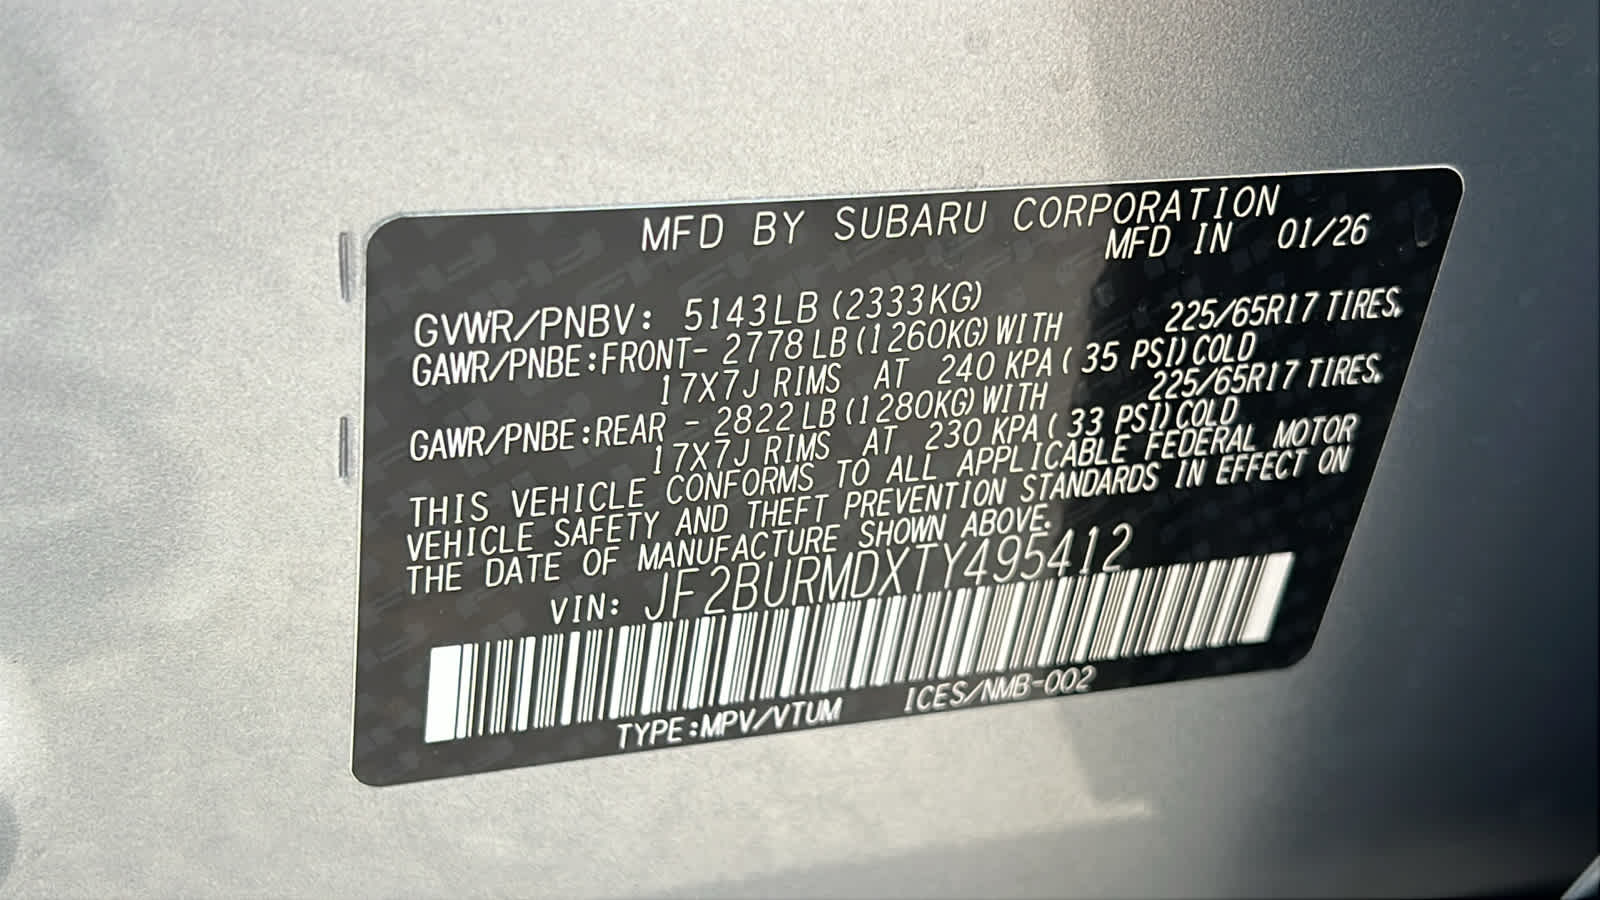 MFD BY SUBARU CORPORATION
MFD IN 01/26
GVWR/PNBV: 5143LB (2333KG)
GAWR/PNBE:FRONT- 2778 LB (1260KG) WITH 225/65R17 TIRES.
17X7J RIMS AT 240 KPA ( 35 PSI) COLD
GAWR/PNBE:REAR - 2822 LB (1280KG) WITH 225/65R17 TIRES.
17X7J RIMS AT 230 KPA ( 33 PSI) COLD
THIS VEHICLE CONFORMS TO ALL APPLICABLE FEDERAL MOTOR
VEHICLE SAFETY AND THEFT PREVENTION STANDARDS IN EFFECT ON
THE DATE OF MANUFACTURE SHOWN ABOVE.
VIN: JF2BURMDXTY495412
TYPE:MPV/VTUM ICES/NMB-002